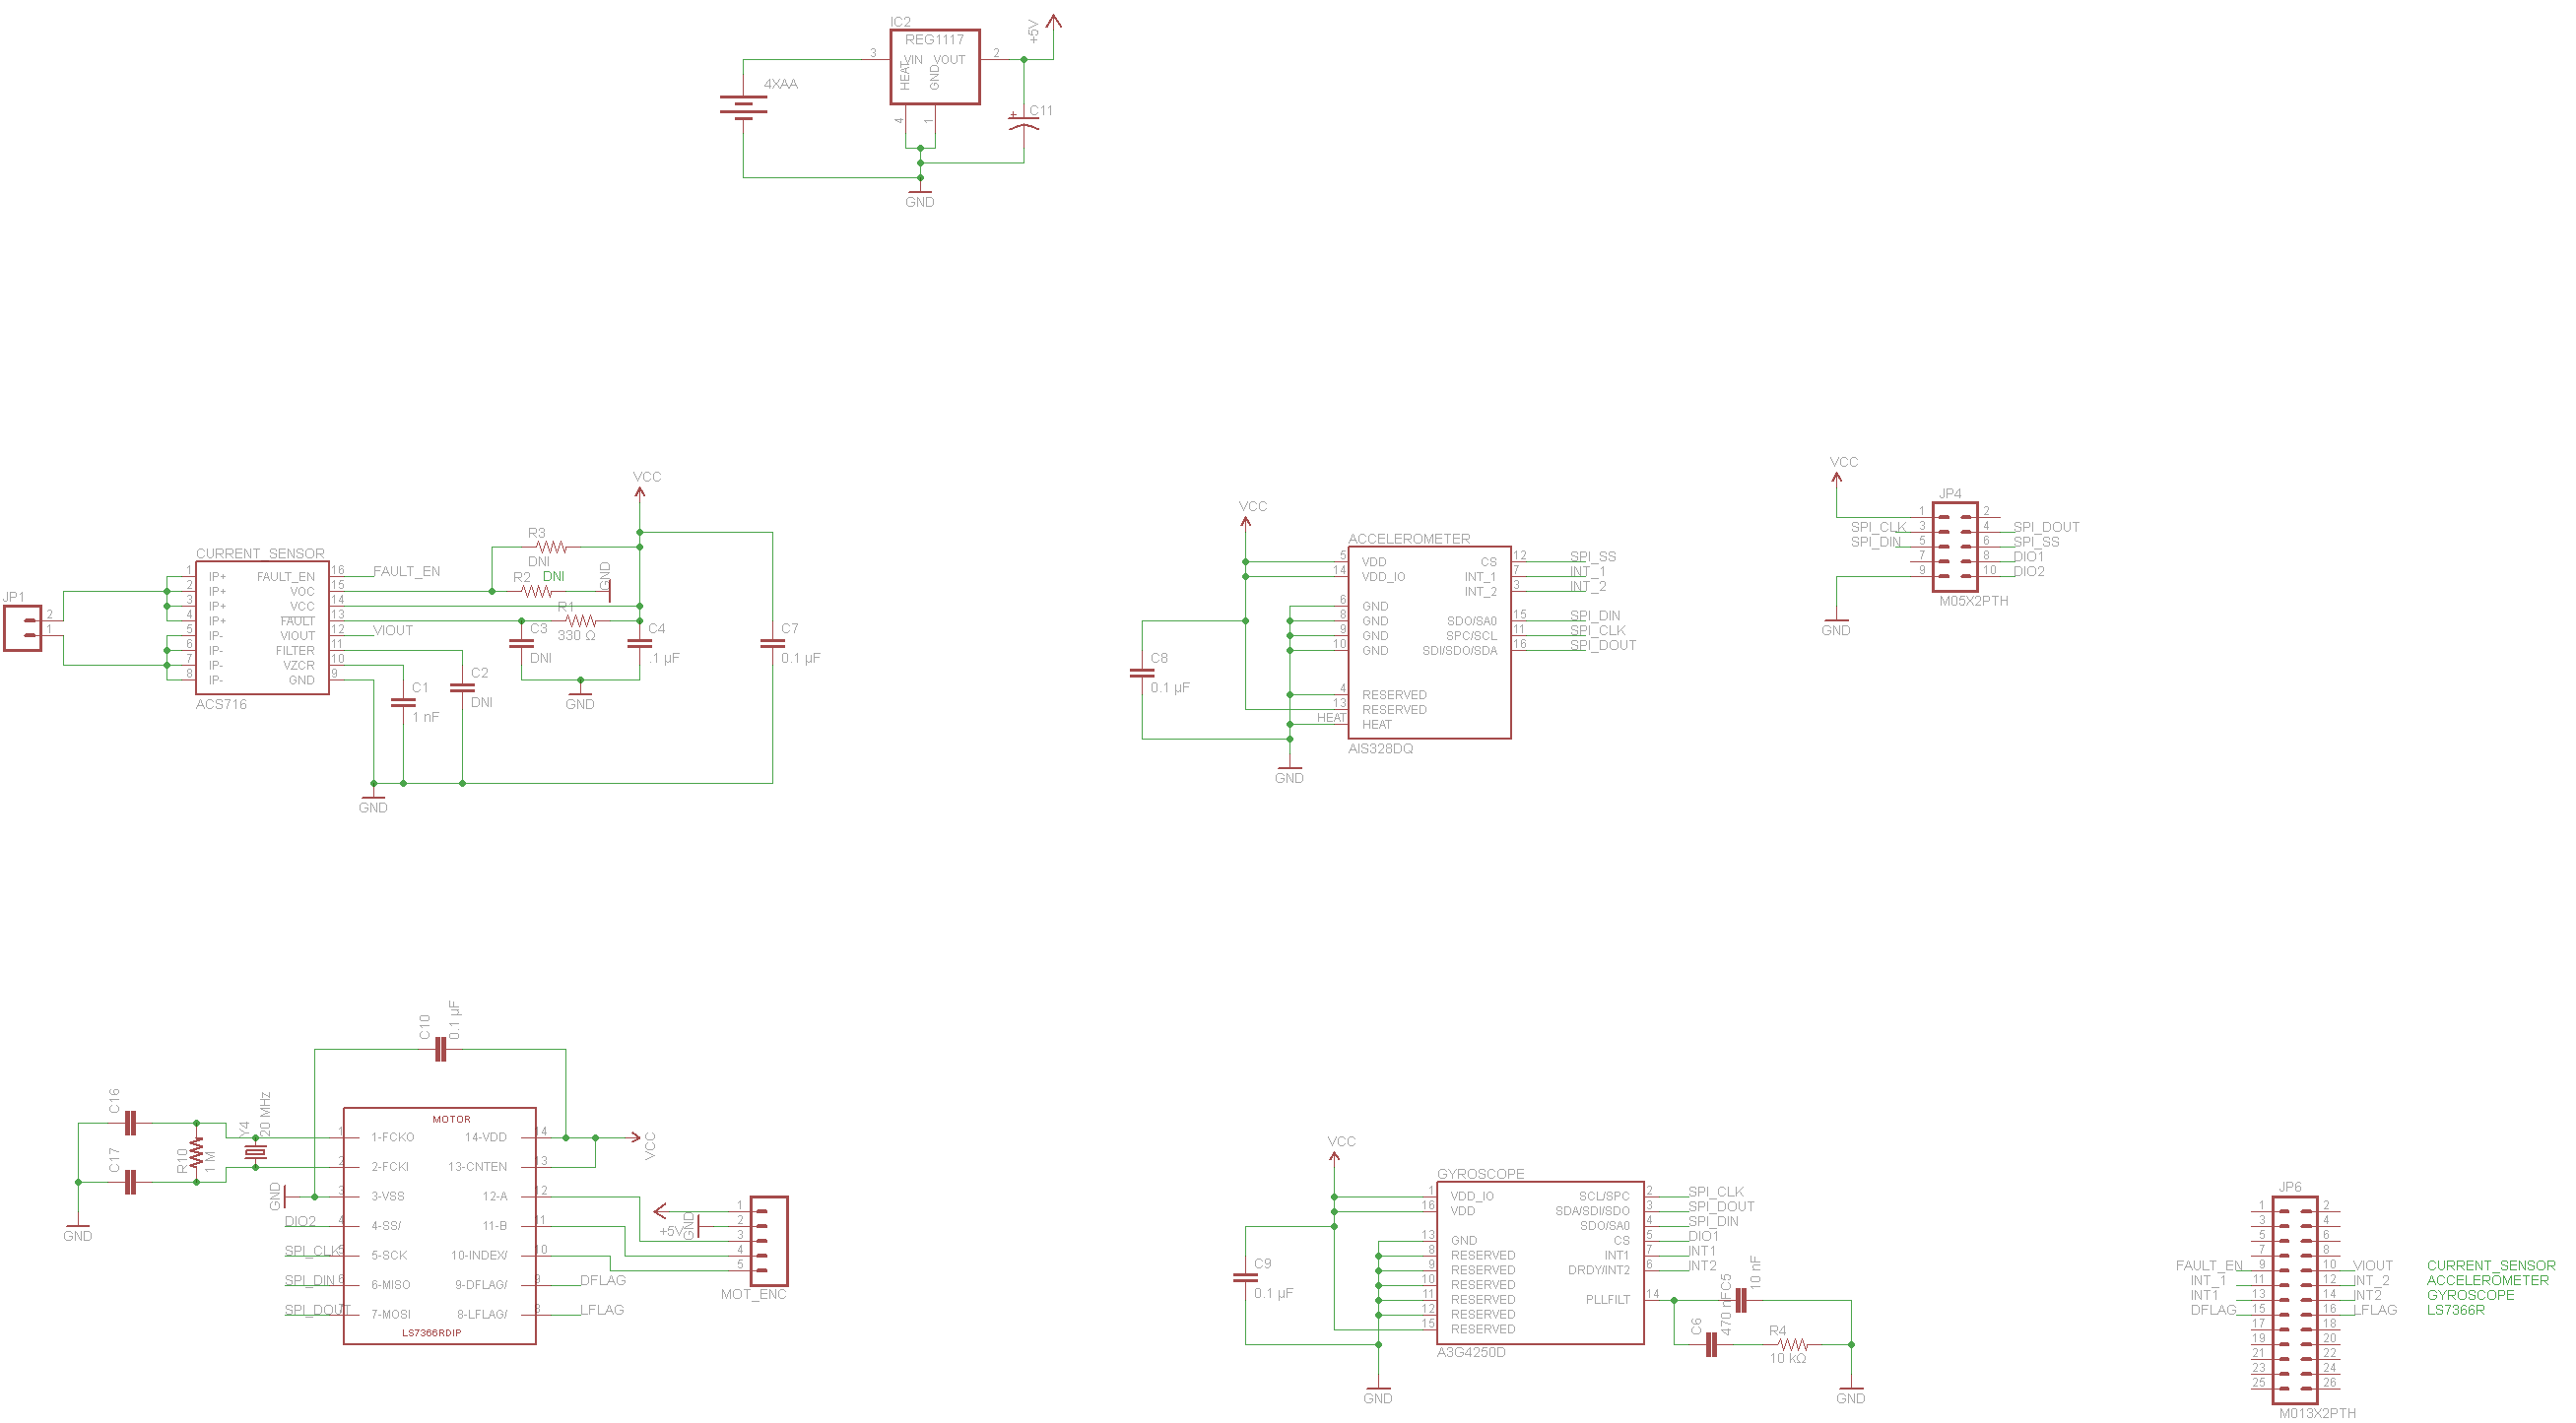 IC2
REG1117
+5V
3 VIN VOUT 2
HEAT
GND
4 1
4XAA
C11
+
GND
VCC
CURRENT_SENSOR
1 IP+ FAULT_EN 16 FAULT_EN
2 IP+ VOC 15
3 IP+ VCC 14
4 IP+ FAULT 13
5 IP- VIOUT 12 VIOUT
6 IP- FILTER 11
7 IP- VZCR 10
8 IP- GND 9
ACS716
JP1
2
1
R3
DNI
R2 DNI
GND
R1
330 Ω
C3
DNI
C4
.1 µF
C7
0.1 µF
C2
DNI
C1
1 nF
GND
GND
VCC
ACCELEROMETER
5 VDD CS 12 SPI_SS
14 VDD_IO INT_1 7 INT_1
INT_2 3 INT_2
6 GND
8 GND SDO/SA0 15 SPI_DIN
9 GND SPC/SCL 11 SPI_CLK
10 GND SDI/SDO/SDA 16 SPI_DOUT
4 RESERVED
13 RESERVED
HEAT HEAT
AIS328DQ
C8
0.1 µF
GND
VCC
JP4
1 2
SPI_CLK 3 4 SPI_DOUT
SPI_DIN 5 6 SPI_SS
7 8 DIO1
9 10 DIO2
M05X2PTH
GND
C10
0.1 µF
C16
C17
R10
1 M
Y4
20 MHz
GND
MOTOR
1 1-FCKO 14-VDD 14
2 2-FCKI 13-CNTEN 13
GND 3 3-VSS 12-A 12
DIO2 4 4-SS/ 11-B 11
SPI_CLK 5 5-SCK 10-INDEX/ 10
SPI_DIN 6 6-MISO 9-DFLAG/ 9 DFLAG
SPI_DOUT 7 7-MOSI 8-LFLAG/ 8 LFLAG
LS7366RDIP
VCC
+5V
GND
1
2
3
4
5
MOT_ENC
VCC
GYROSCOPE
1 VDD_IO SCL/SPC 2 SPI_CLK
16 VDD SDA/SDI/SDO 3 SPI_DOUT
SDO/SA0 4 SPI_DIN
13 GND CS 5 DIO1
8 RESERVED INT1 7 INT1
9 RESERVED DRDY/INT2 6 INT2
10 RESERVED
11 RESERVED PLLFILT 14
12 RESERVED
15 RESERVED
A3G4250D
C9
0.1 µF
GND
C5
10 nF
C6
470 nF
R4
10 kΩ
GND
JP6
1 2
3 4
5 6
7 8
FAULT_EN 9 10 VIOUT CURRENT_SENSOR
INT_1 11 12 INT_2 ACCELEROMETER
INT1 13 14 INT2 GYROSCOPE
DFLAG 15 16 LFLAG LS7366R
17 18
19 20
21 22
23 24
25 26
M013X2PTH